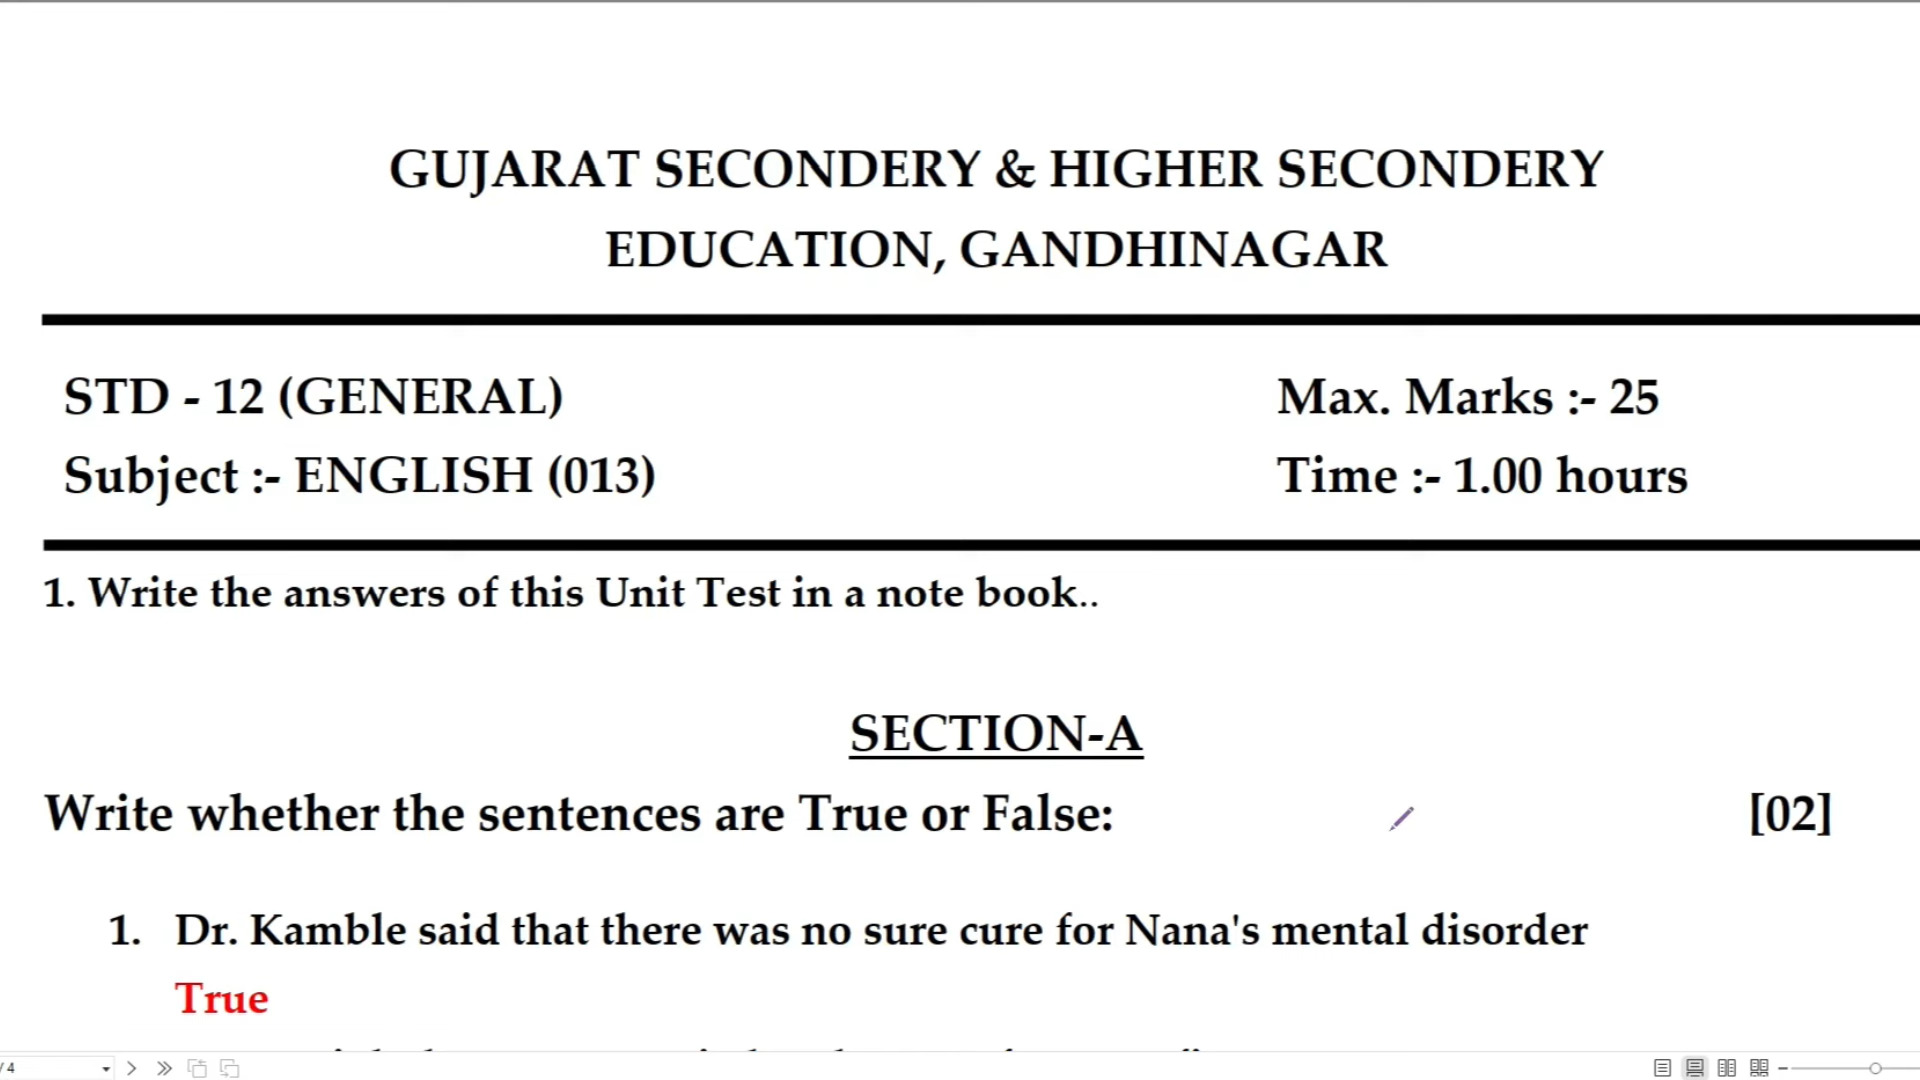 GUJARAT SECONDERY & HIGHER SECONDERY
EDUCATION, GANDHINAGAR
STD - 12 (GENERAL)
Max. Marks :- 25
Subject :- ENGLISH (013)
Time :- 1.00 hours
1. Write the answers of this Unit Test in a note book..
SECTION-A
Write whether the sentences are True or False: [02]
1. Dr. Kamble said that there was no sure cure for Nana's mental disorder
True
/4